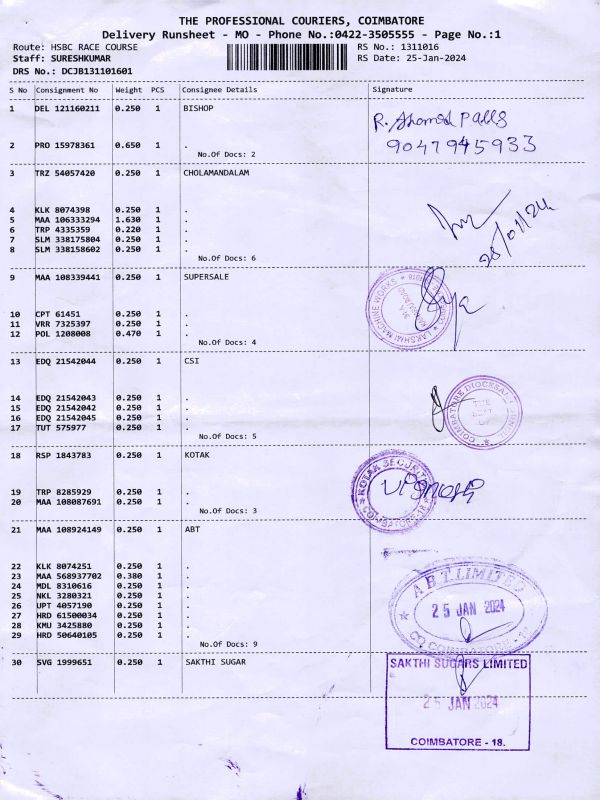 THE PROFESSIONAL COURIERS, COIMBATORE
Delivery Runsheet - MO - Phone No.:0422-3505555 - Page No.:1
Route: HSBC RACE COURSE RS No.: 1311016
Staff: SURESHKUMAR RS Date: 25-Jan-2024
DRS No.: DCJB131101601
S No Consignment No Weight PCS Consignee Details Signature
1 DEL 121160211 0.250 1 BISHOP
R. Ahamed
2 PRO 15978361 0.650 1 .
9047945933
No.Of Docs: 2
3 TRZ 54057420 0.250 1 CHOLAMANDALAM
4 KLK 8074398 0.250 1 .
5 MAA 106333294 1.630 1 .
6 TRP 4335359 0.220 1 .
7 SLM 338175804 0.250 1 .
8 SLM 338158602 0.250 1 .
25/01/24
No.Of Docs: 6
9 MAA 108339441 0.250 1 SUPERSALE
LAKSHMI MACHINE WORKS
10 CPT 61451 0.250 1 .
11 VRR 7325397 0.250 1 .
12 POL 1208008 0.470 1 .
No.Of Docs: 4
13 EDQ 21542044 0.250 1 CSI
14 EDQ 21542043 0.250 1 .
15 EDQ 21542042 0.250 1 .
16 EDQ 21542045 0.250 1 .
17 TUT 575977 0.250 1 .
COIMBATORE DIOCESAN
No.Of Docs: 5
18 RSP 1843783 0.250 1 KOTAK
KOTAK SECURITIES
19 TRP 8285929 0.250 1 .
20 MAA 108087691 0.250 1 .
COIMBATORE
No.Of Docs: 3
21 MAA 108924149 0.250 1 ABT
22 KLK 8074251 0.250 1 .
23 MAA 568937702 0.380 1 .
24 MDL 8310616 0.250 1 .
25 NKL 3280321 0.250 1 .
26 UPT 4057190 0.250 1 .
27 HRD 61500034 0.250 1 .
28 KMU 3425880 0.250 1 .
29 HRD 50640105 0.250 1 .
A B T. LIMITED
25 JAN 2024
COIMBATORE - 18
No.Of Docs: 9
30 SVG 1999651 0.250 1 SAKTHI SUGAR
SAKTHI SUGARS LIMITED
25 JAN 2024
COIMBATORE - 18.